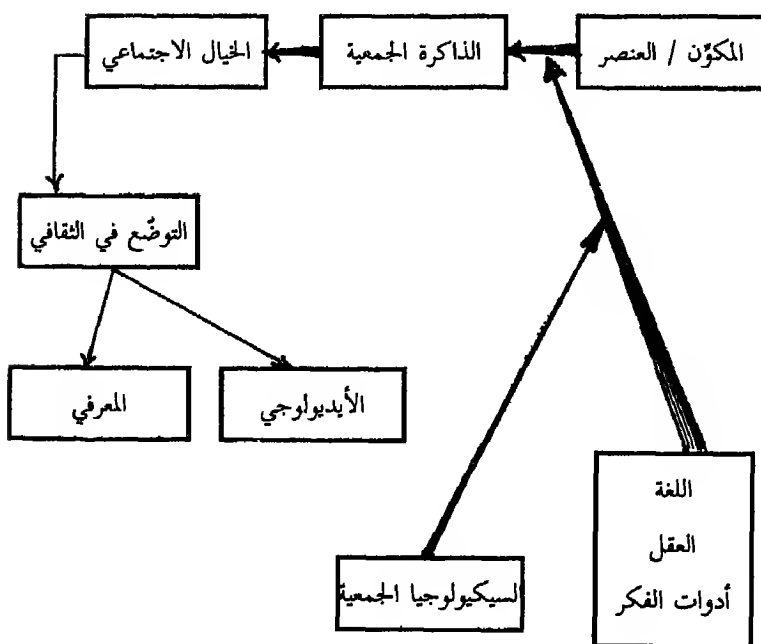 المكوِّن / العنصر
الذاكرة الجمعية
الخيال الاجتماعي
التوضّع في الثقافي
الأيديولوجي
المعرفي
اللغة
العقل
أدوات الفكر
السيكيولوجيا الجمعية